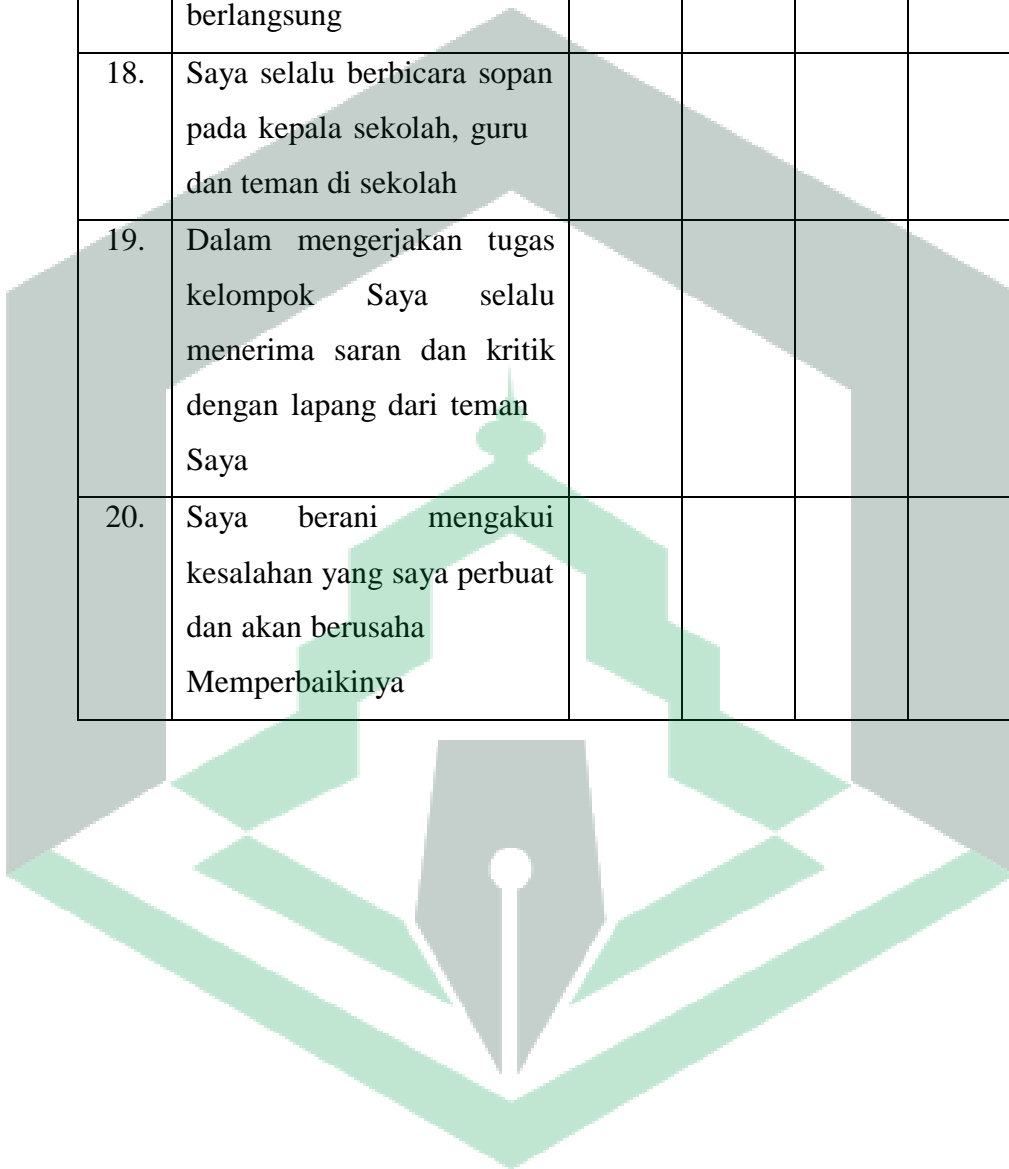 berlangsung
18. Saya selalu berbicara sopan
pada kepala sekolah, guru
dan teman di sekolah
19. Dalam mengerjakan tugas
kelompok Saya selalu
menerima saran dan kritik
dengan lapang dari teman
Saya
20. Saya berani mengakui
kesalahan yang saya perbuat
dan akan berusaha
Memperbaikinya